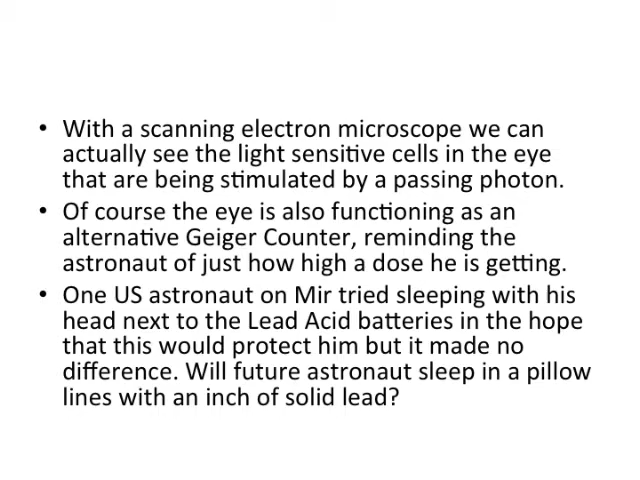 • With a scanning electron microscope we can
actually see the light sensitive cells in the eye
that are being stimulated by a passing photon.
• Of course the eye is also functioning as an
alternative Geiger Counter, reminding the
astronaut of just how high a dose he is getting.
• One US astronaut on Mir tried sleeping with his
head next to the Lead Acid batteries in the hope
that this would protect him but it made no
difference. Will future astronaut sleep in a pillow
lines with an inch of solid lead?